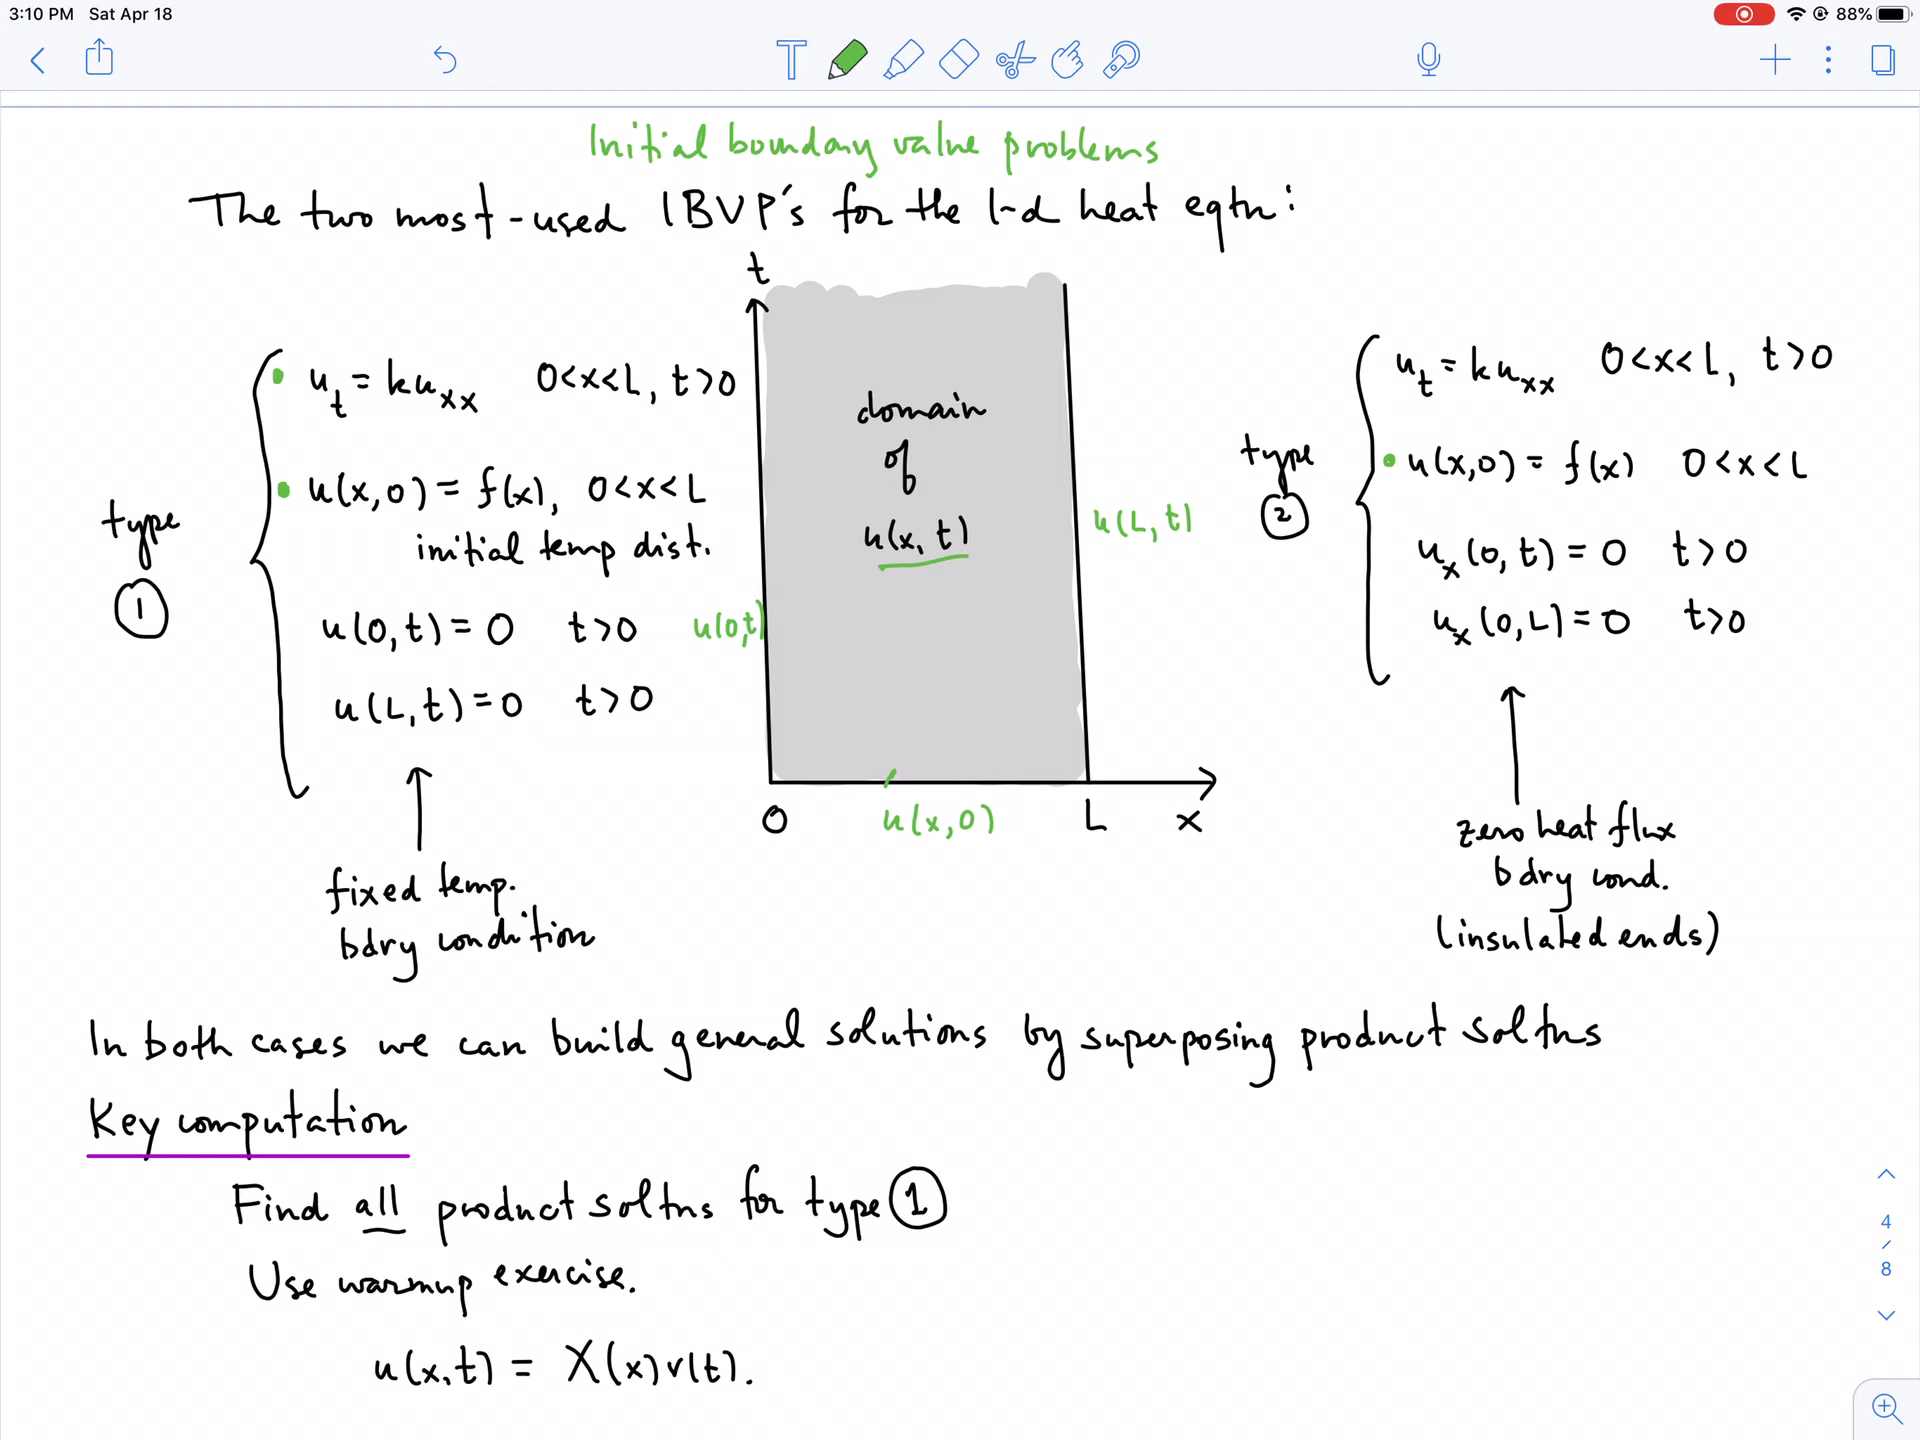 3:10 PM Sat Apr 18
88%
Initial boundary value problems
The two most-used IBVP's for the 1-d heat eqtn:
t
type
1
u_t = ku_xx 0<x<L, t>0
u(x,0) = f(x), 0<x<L
initial temp dist.
u(0,t) = 0 t>0
u(L,t) = 0 t>0
fixed temp.
bdry condition
domain
of
u(x,t)
u(0,t)
u(L,t)
0
u(x,0)
L
x
type
2
u_t = ku_xx 0<x<L, t>0
u(x,0) = f(x) 0<x<L
u_x(0,t) = 0 t>0
u_x(0,L) = 0 t>0
zero heat flux
bdry cond.
(insulated ends)
In both cases we can build general solutions by superposing product soltns
Key computation
Find all product soltns for type 1
Use warmup exercise.
u(x,t) = X(x)v(t).
4
/
8